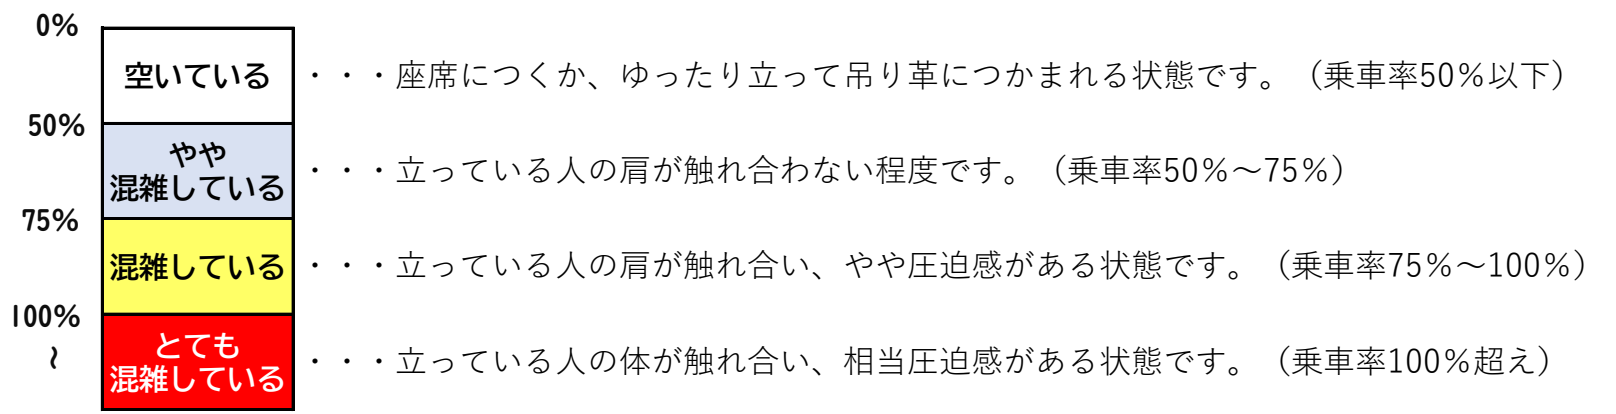 0%
空いている ・・・座席につくか、ゆったり立って吊り革につかまれる状態です。（乗車率50％以下）
50%
やや
混雑している ・・・立っている人の肩が触れ合わない程度です。（乗車率50％～75％）
75%
混雑している ・・・立っている人の肩が触れ合い、やや圧迫感がある状態です。（乗車率75％～100％）
100%
～
とても
混雑している ・・・立っている人の体が触れ合い、相当圧迫感がある状態です。（乗車率100％超え）